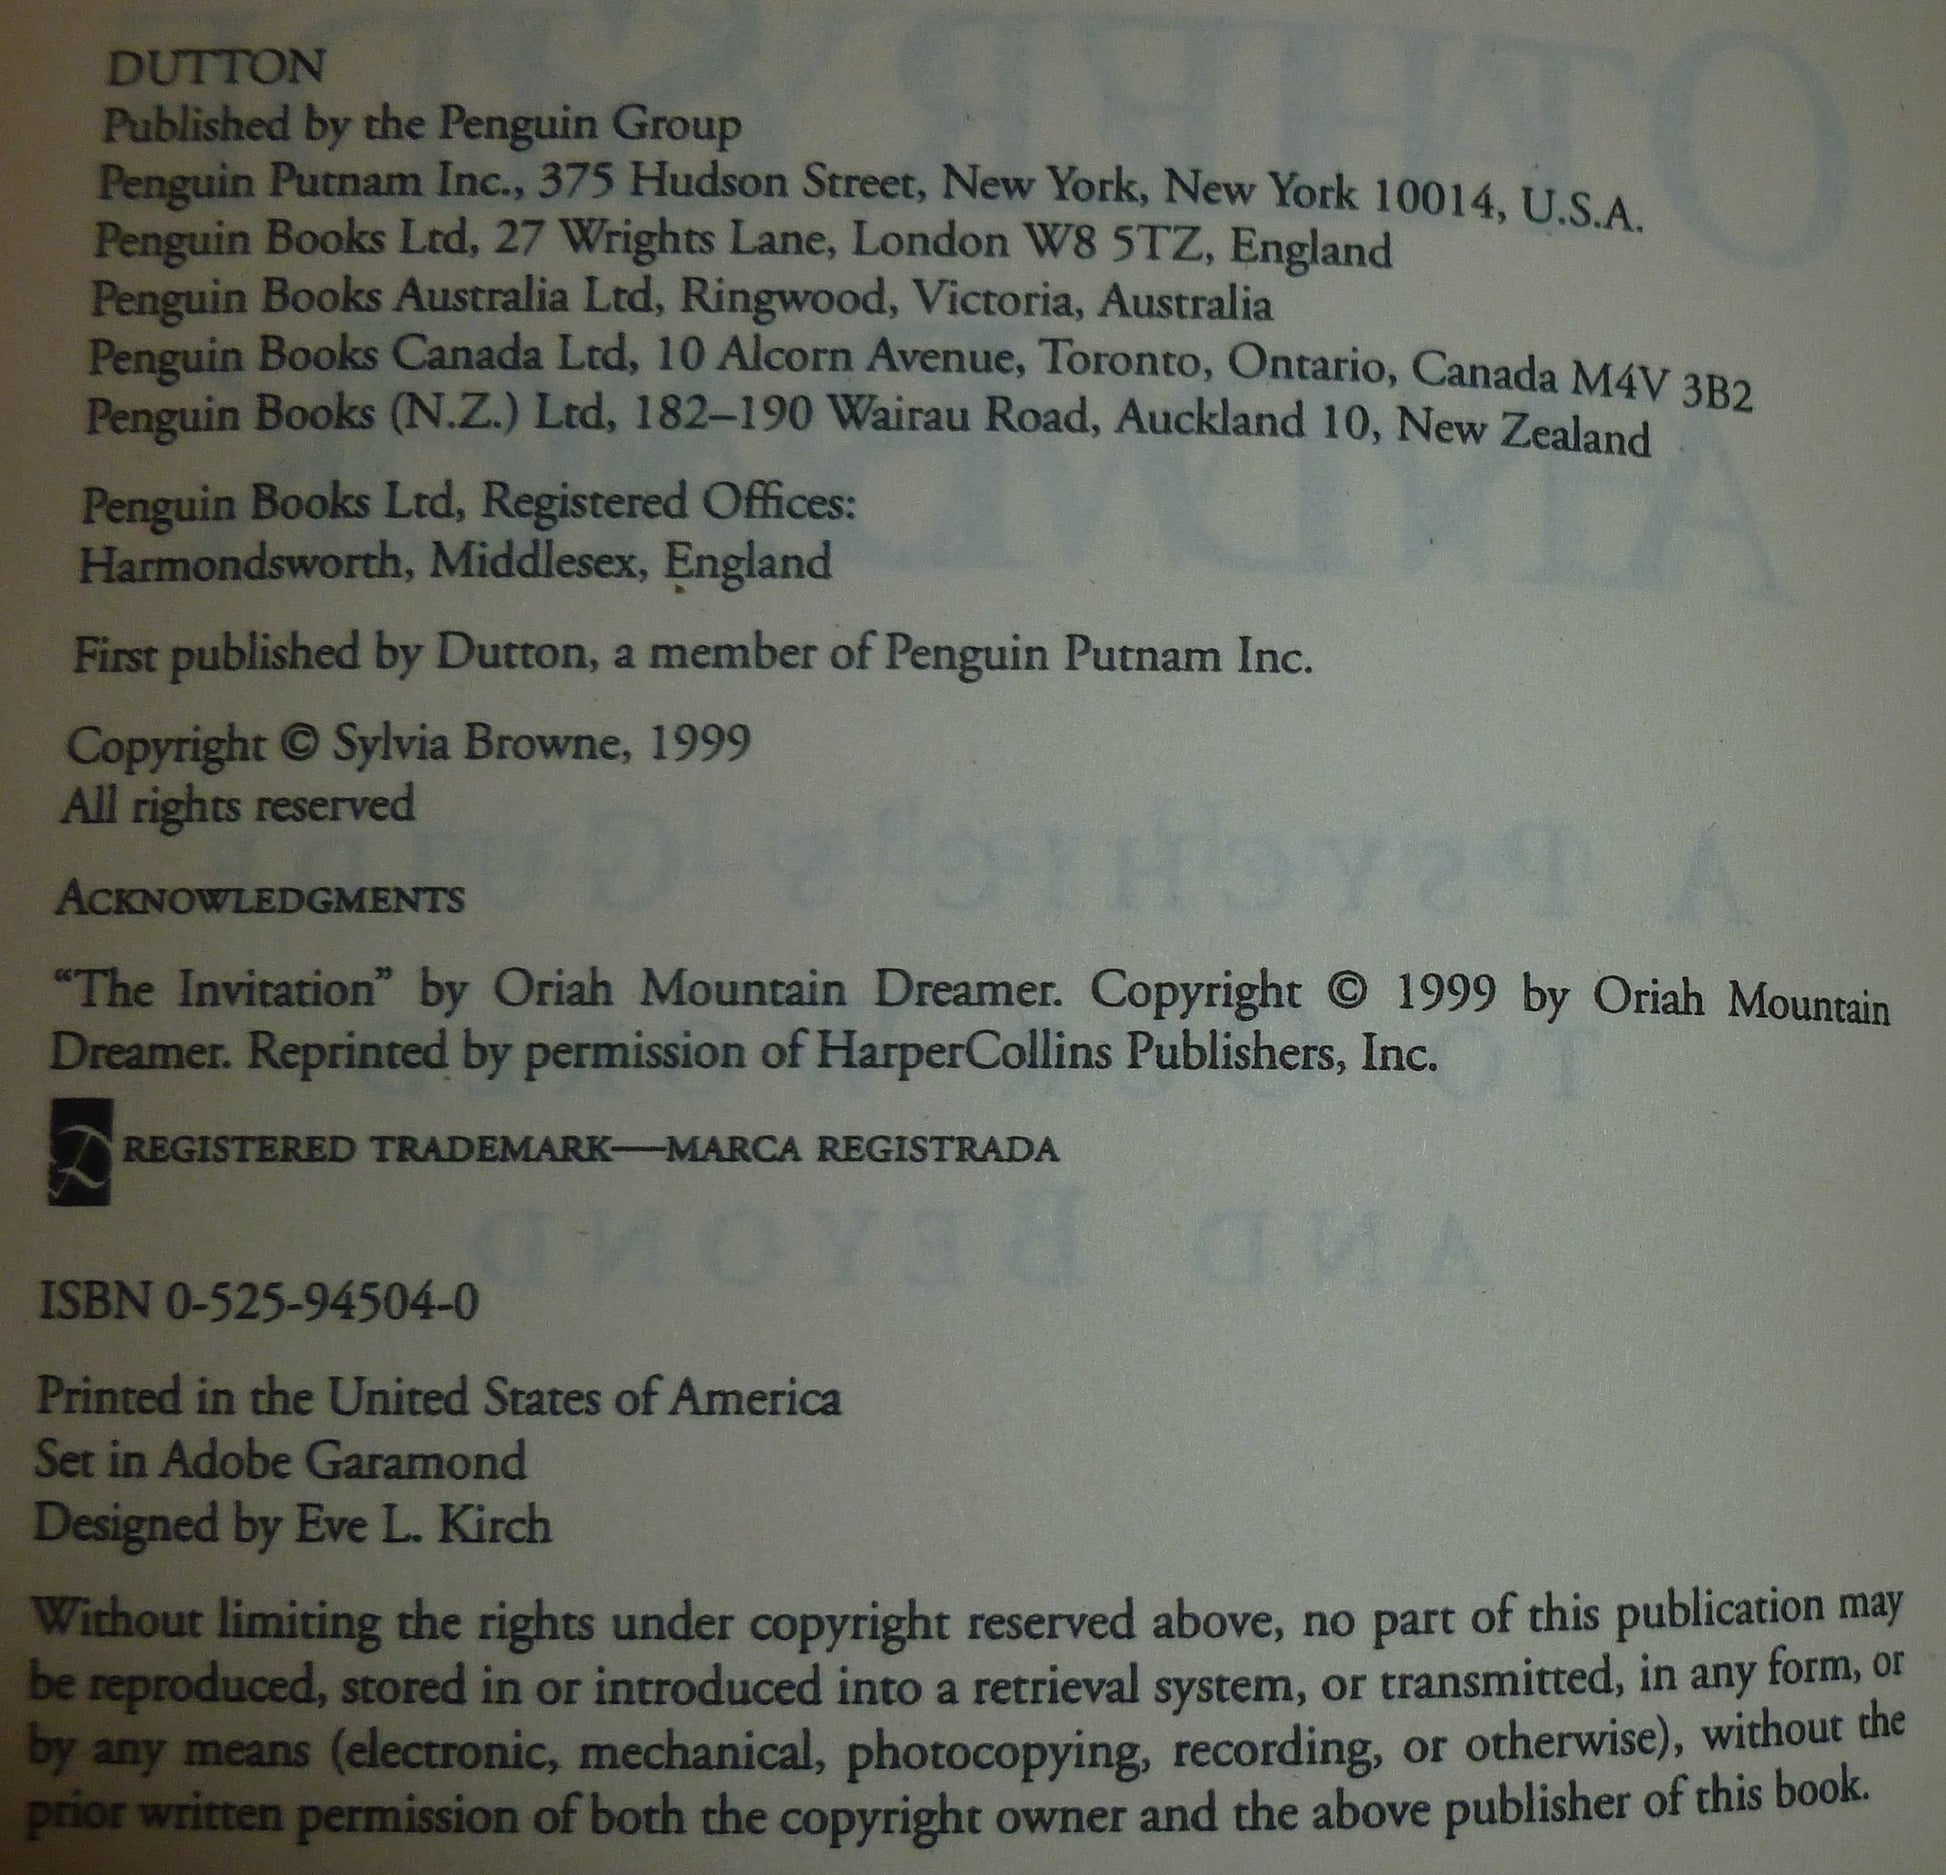 DUTTON
Published by the Penguin Group
Penguin Putnam Inc., 375 Hudson Street, New York, New York 10014, U.S.A.
Penguin Books Ltd, 27 Wrights Lane, London W8 5TZ, England
Penguin Books Australia Ltd, Ringwood, Victoria, Australia
Penguin Books Canada Ltd, 10 Alcorn Avenue, Toronto, Ontario, Canada M4V 3B2
Penguin Books (N.Z.) Ltd, 182–190 Wairau Road, Auckland 10, New Zealand
Penguin Books Ltd, Registered Offices:
Harmondsworth, Middlesex, England
First published by Dutton, a member of Penguin Putnam Inc.
Copyright © Sylvia Browne, 1999
All rights reserved
ACKNOWLEDGMENTS
“The Invitation” by Oriah Mountain Dreamer. Copyright © 1999 by Oriah Mountain
Dreamer. Reprinted by permission of HarperCollins Publishers, Inc.
REGISTERED TRADEMARK—MARCA REGISTRADA
ISBN 0-525-94504-0
Printed in the United States of America
Set in Adobe Garamond
Designed by Eve L. Kirch
Without limiting the rights under copyright reserved above, no part of this publication may
be reproduced, stored in or introduced into a retrieval system, or transmitted, in any form, or
by any means (electronic, mechanical, photocopying, recording, or otherwise), without the
prior written permission of both the copyright owner and the above publisher of this book.